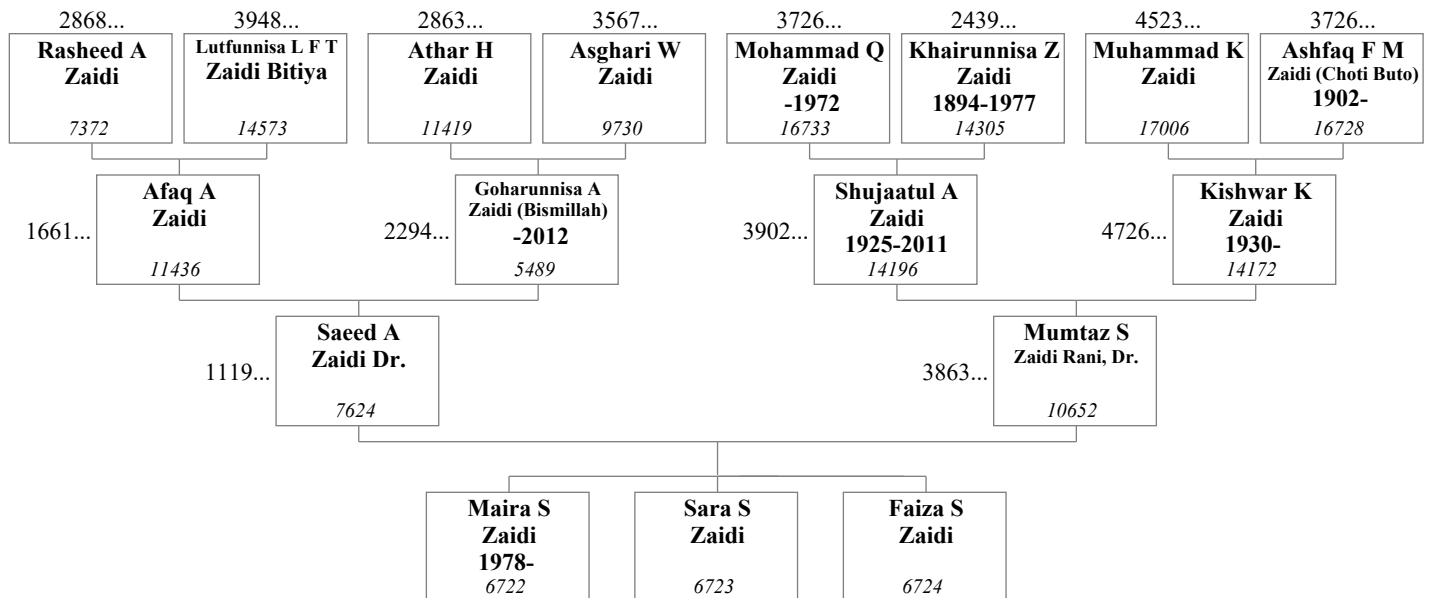 2868...
3948...
2863...
3567...
3726...
2439...
4523...
3726...
Rasheed A
Zaidi
7372
Lutfunnisa L F T
Zaidi Bitiya
14573
Athar H
Zaidi
11419
Asghari W
Zaidi
9730
Mohammad Q
Zaidi
-1972
16733
Khairunnisa Z
Zaidi
1894-1977
14305
Muhammad K
Zaidi
17006
Ashfaq F M
Zaidi (Choti Buto)
1902-
16728
1661...
Afaq A
Zaidi
11436
2294...
Goharunnisa A
Zaidi (Bismillah)
-2012
5489
3902...
Shujaatul A
Zaidi
1925-2011
14196
4726...
Kishwar K
Zaidi
1930-
14172
1119...
Saeed A
Zaidi Dr.
7624
3863...
Mumtaz S
Zaidi Rani, Dr.
10652
Maira S
Zaidi
1978-
6722
Sara S
Zaidi
6723
Faiza S
Zaidi
6724